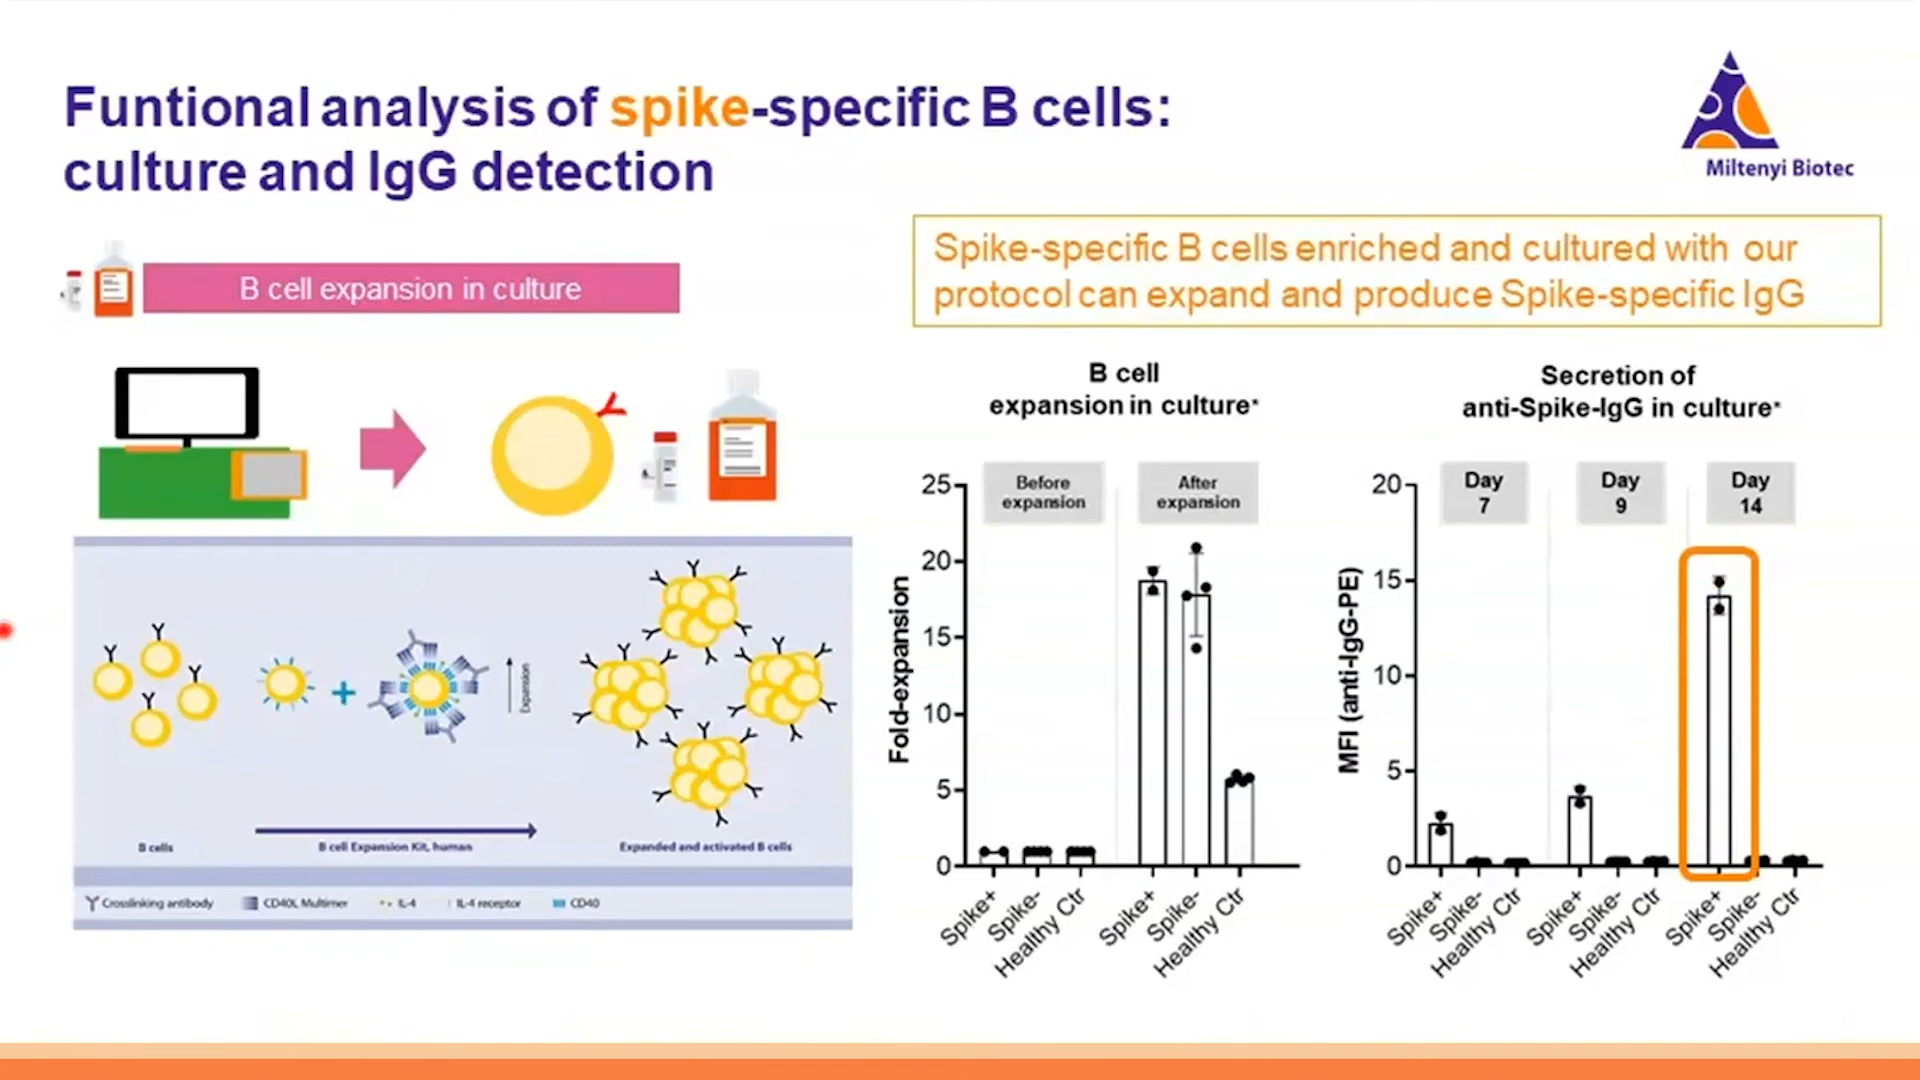 Funtional analysis of spike-specific B cells:
culture and IgG detection
Miltenyi Biotec
B cell expansion in culture
Spike-specific B cells enriched and cultured with our
protocol can expand and produce Spike-specific IgG
Expansion
B cells
B cell Expansion Kit, human
Expanded and activated B cells
Crosslinking antibody
CD40L Multimer
IL-4
IL-4 receptor
CD40
B cell
expansion in culture*
Before
expansion
After
expansion
Fold-expansion
25
20
15
10
5
0
Spike+
Spike-
Healthy Ctr
Spike+
Spike-
Healthy Ctr
Secretion of
anti-Spike-IgG in culture*
Day
7
Day
9
Day
14
MFI (anti-IgG-PE)
20
15
10
5
0
Spike+
Spike-
Healthy Ctr
Spike+
Spike-
Healthy Ctr
Spike+
Spike-
Healthy Ctr